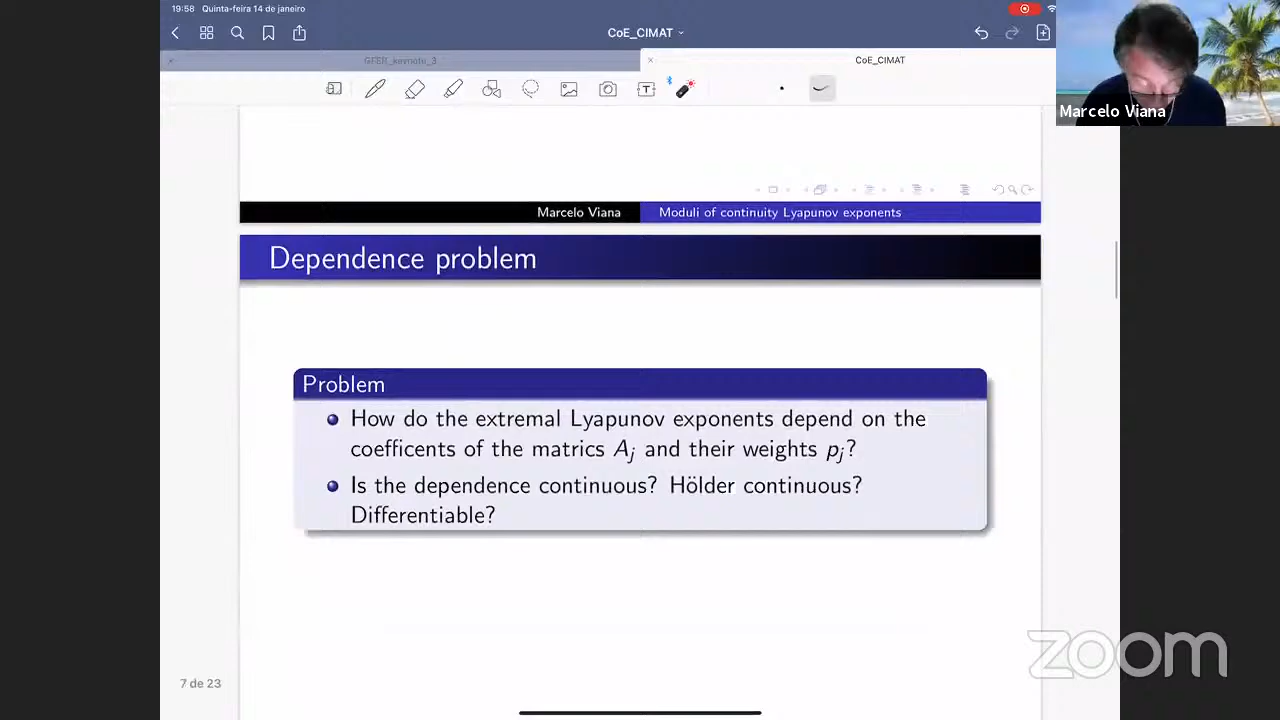 19:58 Quinta-feira 14 de janeiro
CoE_CIMAT
GFER_keynote_3
CoE_CIMAT
T
Marcelo Viana
Marcelo Viana
Moduli of continuity Lyapunov exponents
Dependence problem
Problem
How do the extremal Lyapunov exponents depend on the
coefficents of the matrics Aj and their weights pj?
Is the dependence continuous? Hölder continuous?
Differentiable?
7 de 23
zoom